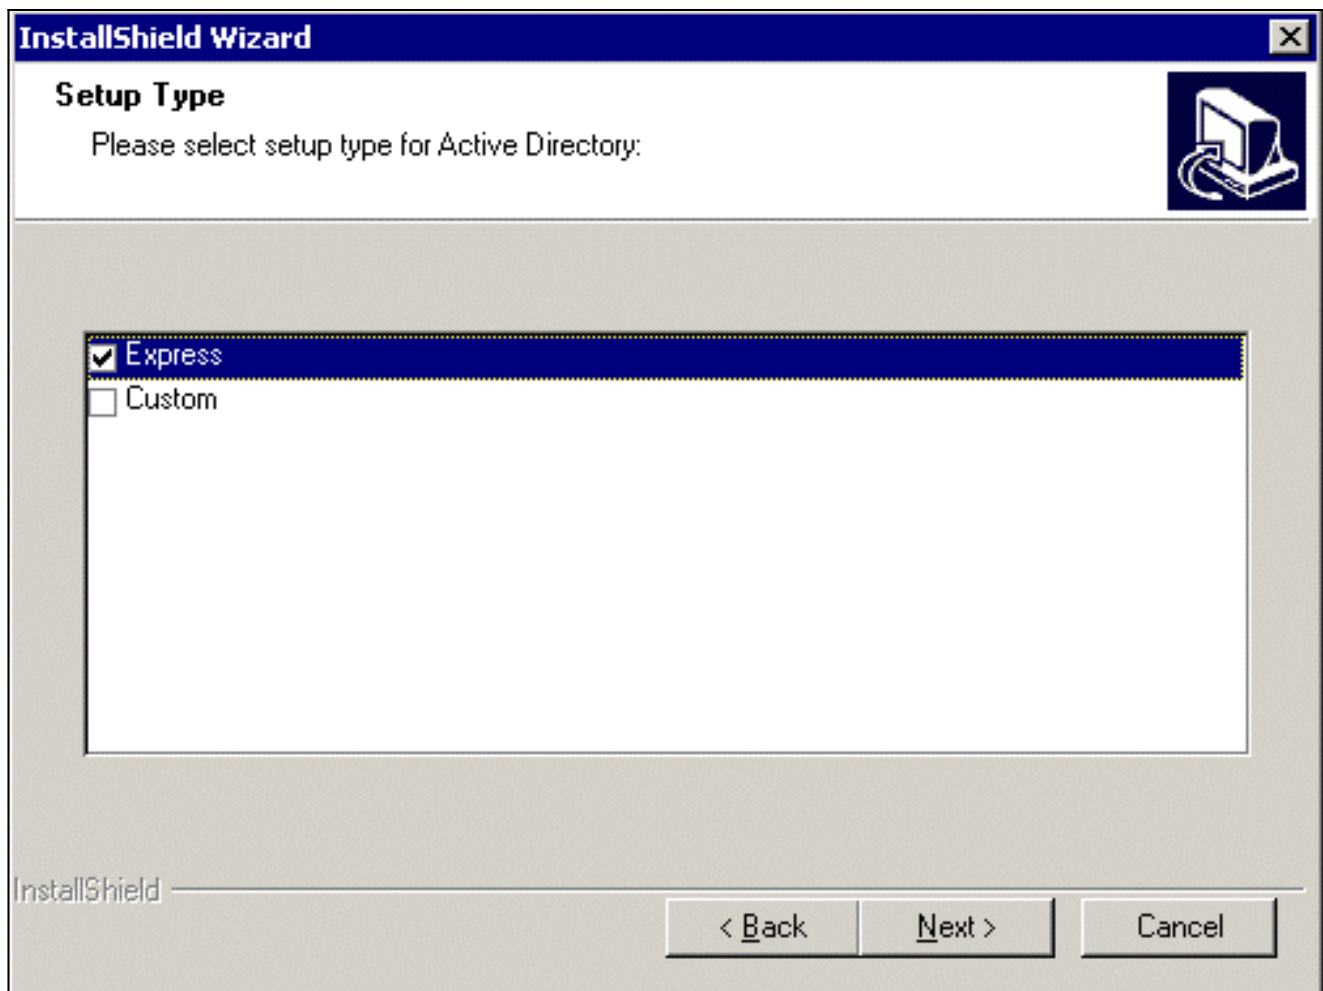 InstallShield Wizard
Setup Type
Please select setup type for Active Directory:
Express
Custom
InstallShield
< Back
Next >
Cancel